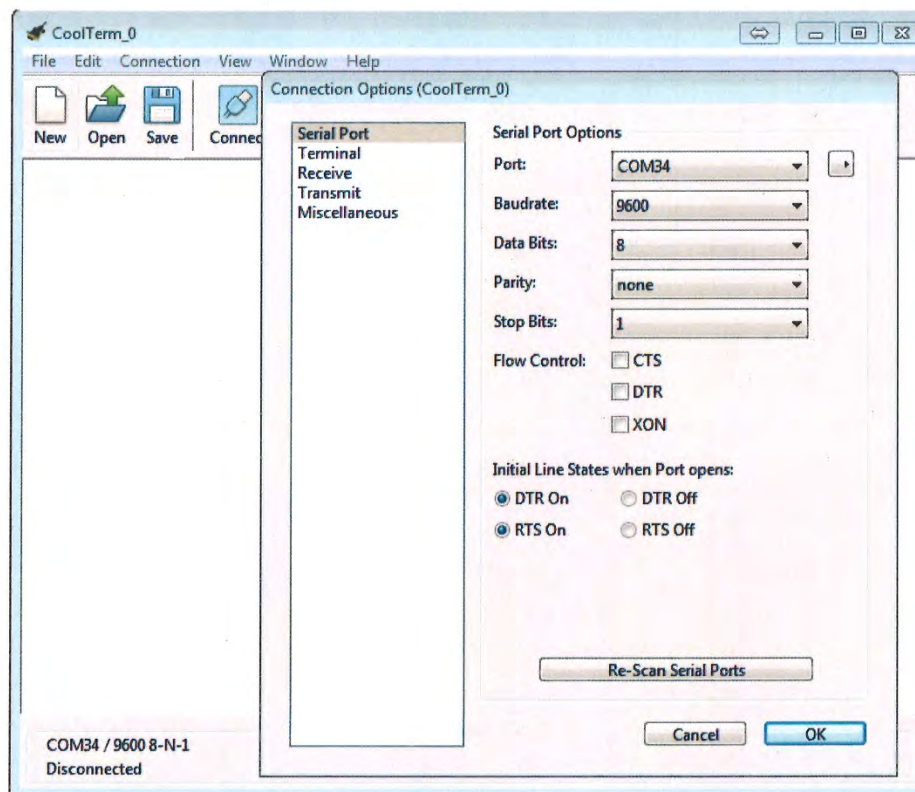 CoolTerm_0
File Edit Connection View Window Help
New Open Save Connec
Connection Options (CoolTerm_0)
Serial Port
Terminal
Receive
Transmit
Miscellaneous
Serial Port Options
Port: COM34
Baudrate: 9600
Data Bits: 8
Parity: none
Stop Bits: 1
Flow Control: CTS
DTR
XON
Initial Line States when Port opens:
DTR On DTR Off
RTS On RTS Off
Re-Scan Serial Ports
Cancel OK
COM34 / 9600 8-N-1
Disconnected